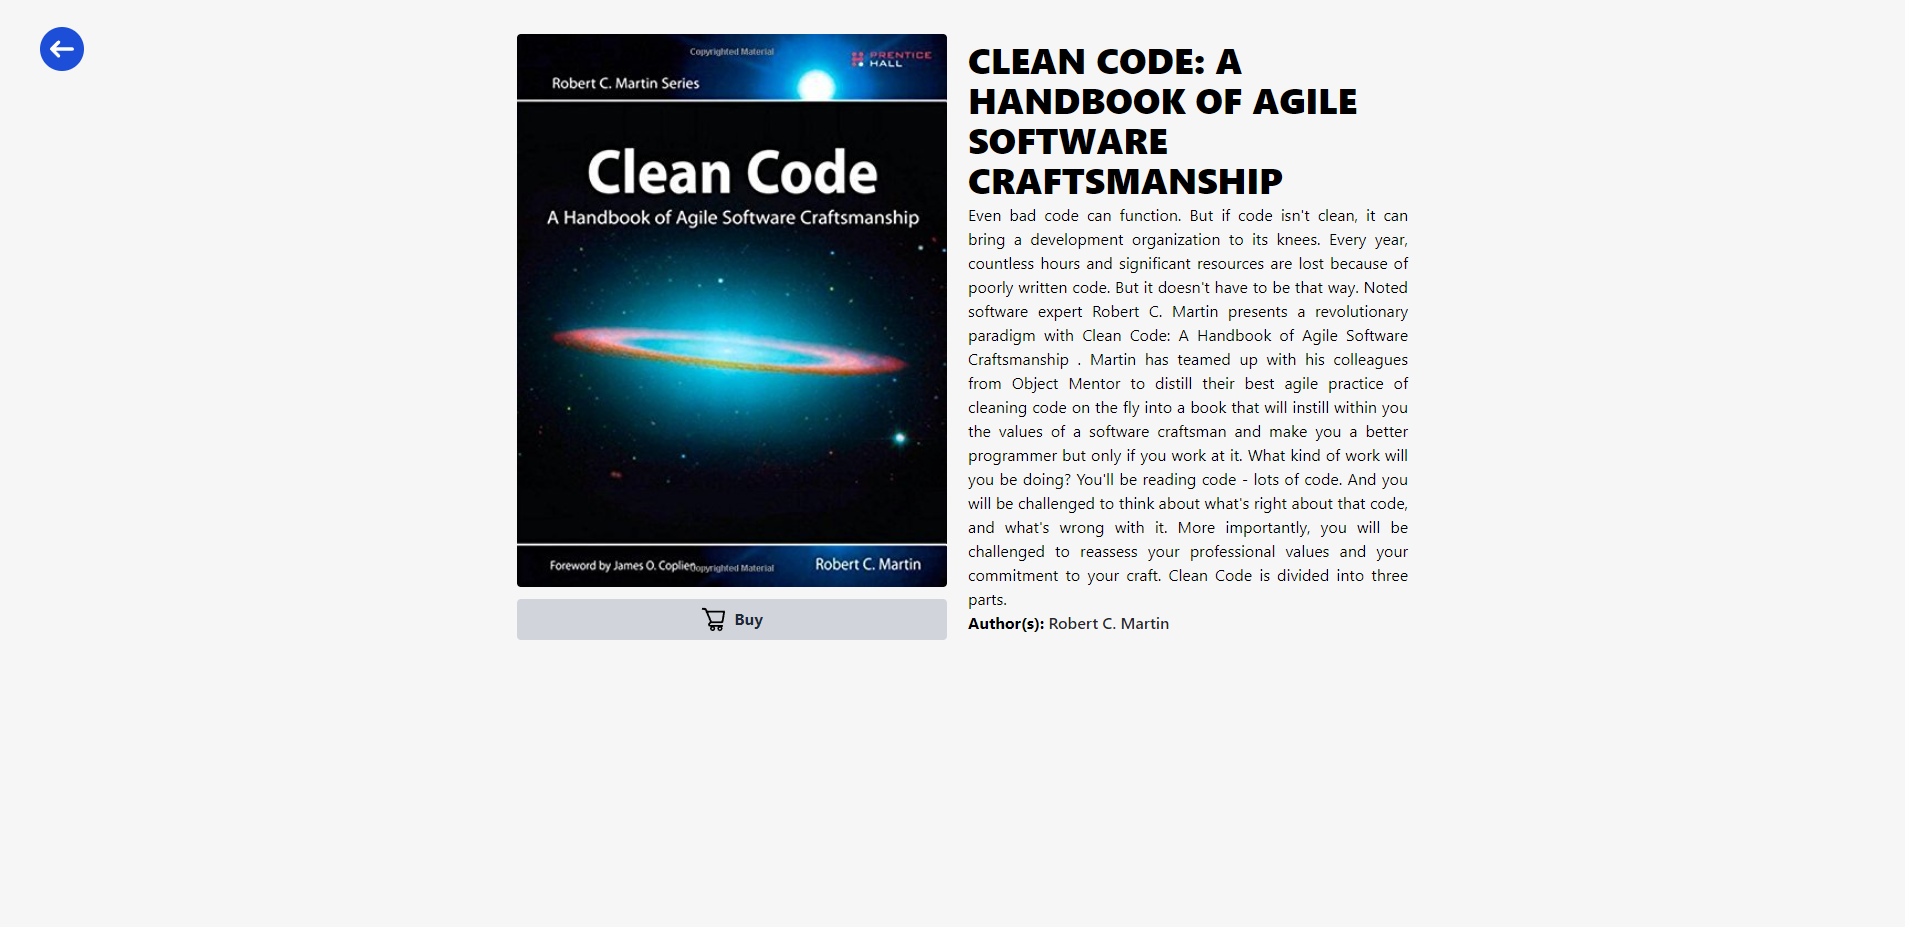 Copyrighted Material
PRENTICE
HALL
Robert C. Martin Series
Clean Code
A Handbook of Agile Software Craftsmanship
Foreword by James O. Coplien
Copyrighted Material
Robert C. Martin
Buy
CLEAN CODE: A
HANDBOOK OF AGILE
SOFTWARE
CRAFTSMANSHIP
Even bad code can function. But if code isn't clean, it can
bring a development organization to its knees. Every year,
countless hours and significant resources are lost because of
poorly written code. But it doesn't have to be that way. Noted
software expert Robert C. Martin presents a revolutionary
paradigm with Clean Code: A Handbook of Agile Software
Craftsmanship . Martin has teamed up with his colleagues
from Object Mentor to distill their best agile practice of
cleaning code on the fly into a book that will instill within you
the values of a software craftsman and make you a better
programmer but only if you work at it. What kind of work will
you be doing? You'll be reading code - lots of code. And you
will be challenged to think about what's right about that code,
and what's wrong with it. More importantly, you will be
challenged to reassess your professional values and your
commitment to your craft. Clean Code is divided into three
parts.
Author(s): Robert C. Martin